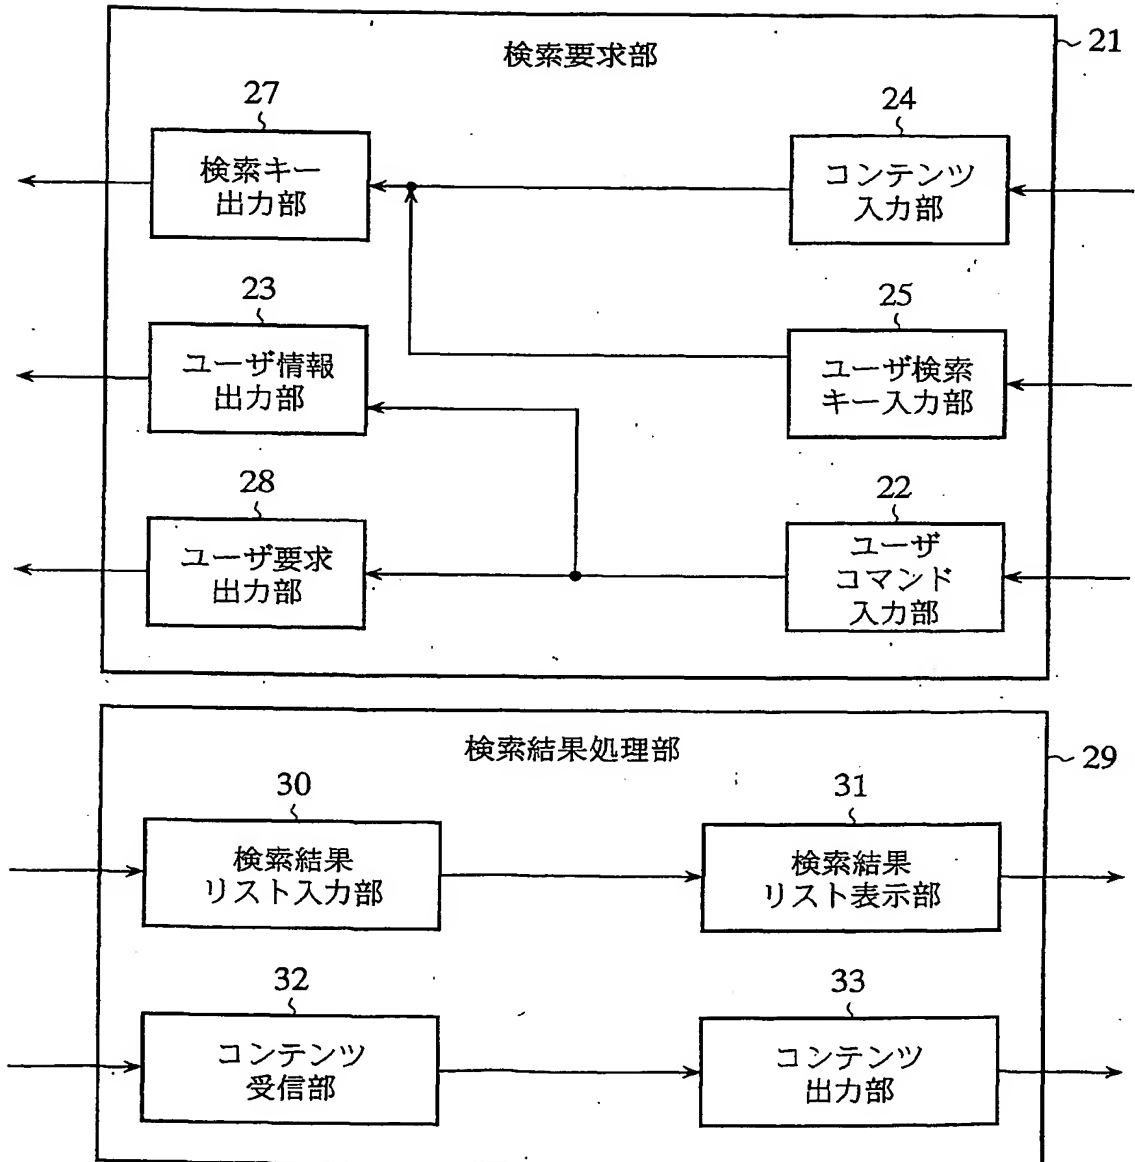 検索要求部
21
27
検索キー
出力部
24
コンテンツ
入力部
23
ユーザ情報
出力部
25
ユーザ検索
キー入力部
28
ユーザ要求
出力部
22
ユーザ
コマンド
入力部
検索結果処理部
29
30
検索結果
リスト入力部
31
検索結果
リスト表示部
32
コンテンツ
受信部
33
コンテンツ
出力部